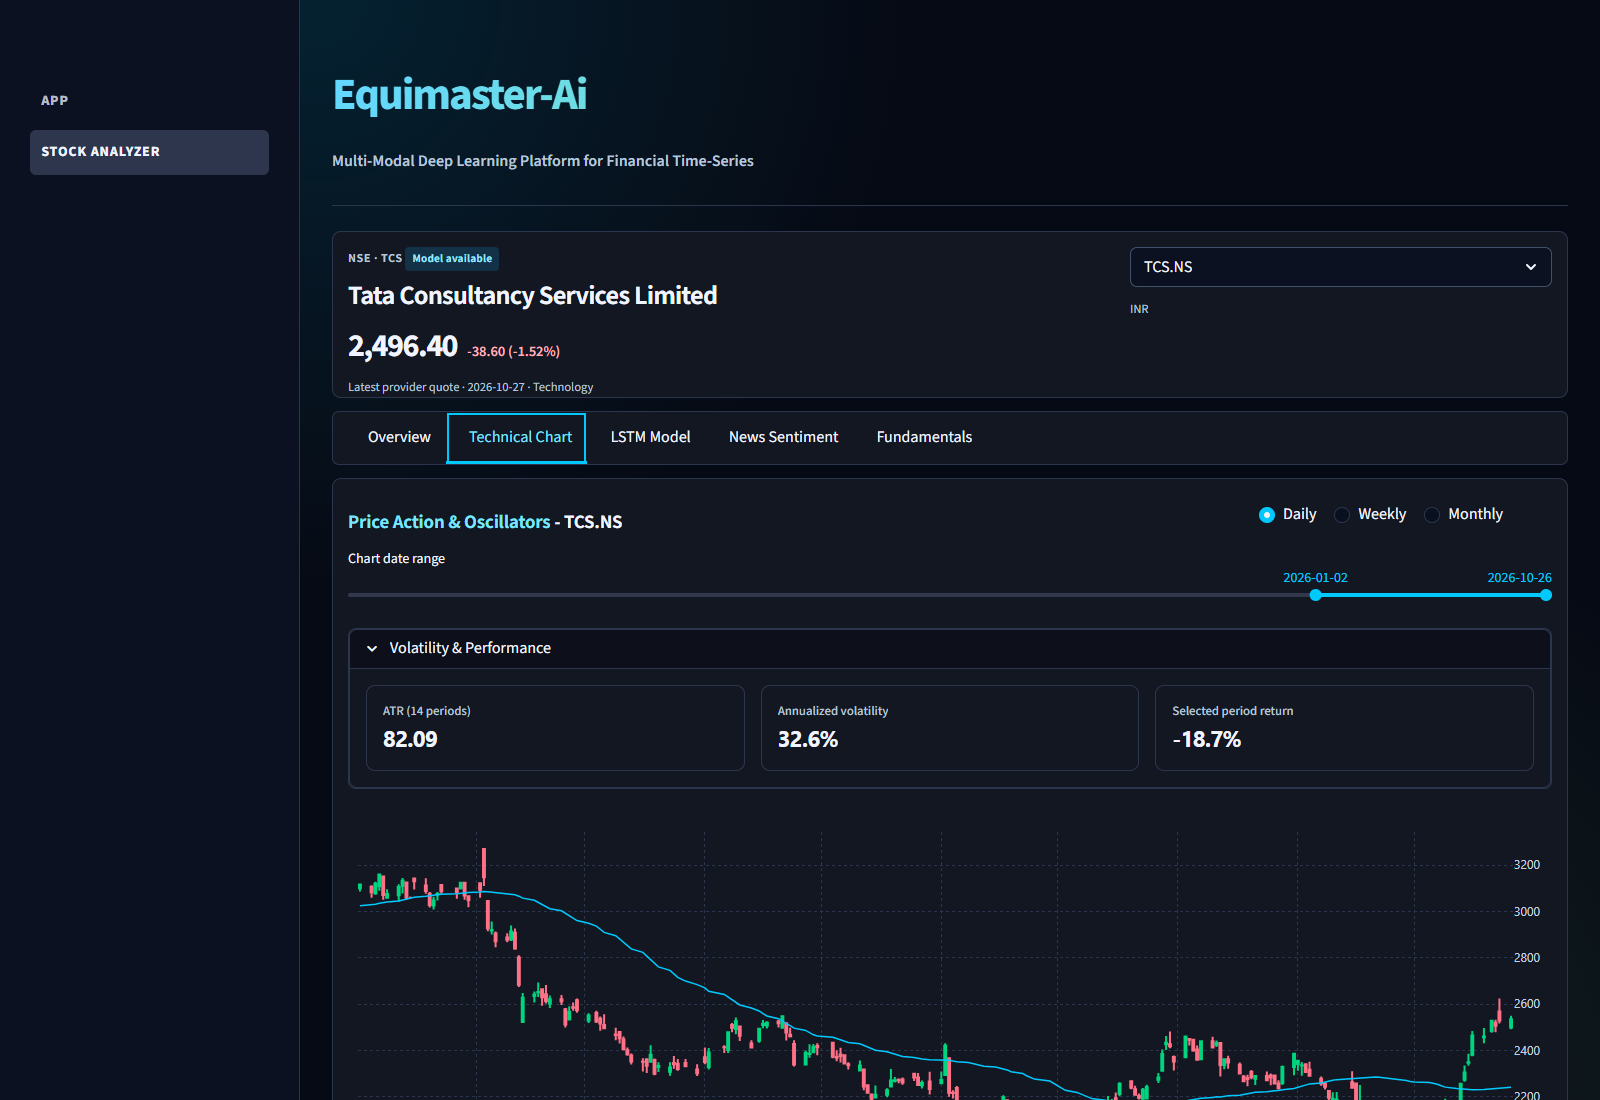 APP
STOCK ANALYZER
Equimaster-Ai
Multi-Modal Deep Learning Platform for Financial Time-Series
NSE · TCS Model available
Tata Consultancy Services Limited
2,496.40 -38.60 (-1.52%)
Latest provider quote · 2026-10-27 · Technology
TCS.NS
INR
Overview Technical Chart LSTM Model News Sentiment Fundamentals
Price Action & Oscillators - TCS.NS
Daily Weekly Monthly
Chart date range
2026-01-02 2026-10-26
Volatility & Performance
ATR (14 periods)
82.09
Annualized volatility
32.6%
Selected period return
-18.7%
3200
3000
2800
2600
2400
2200